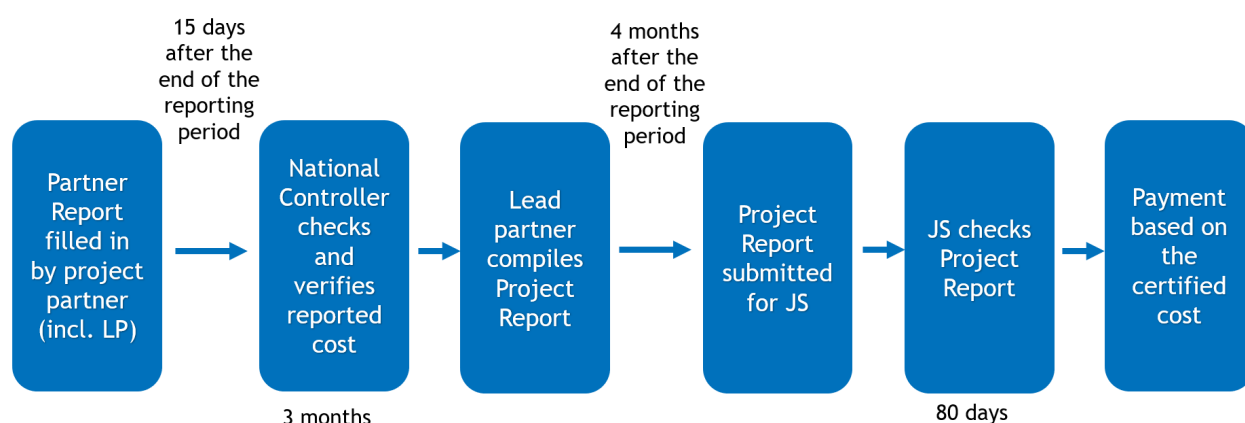 15 days
after the
end of the
reporting
period
4 months
after the
end of the
reporting
period
Partner
Report
filled in
by project
partner
(incl. LP)
National
Controller
checks
and
verifies
reported
cost
Lead
partner
compiles
Project
Report
Project
Report
submitted
for JS
JS checks
Project
Report
Payment
based on
the
certified
cost
3 months
80 days